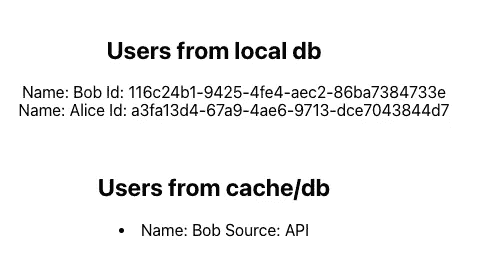 Users from local db
Name: Bob Id: 116c24b1-9425-4fe4-aec2-86ba7384733e
Name: Alice Id: a3fa13d4-67a9-4ae6-9713-dce7043844d7
Users from cache/db
• Name: Bob Source: API